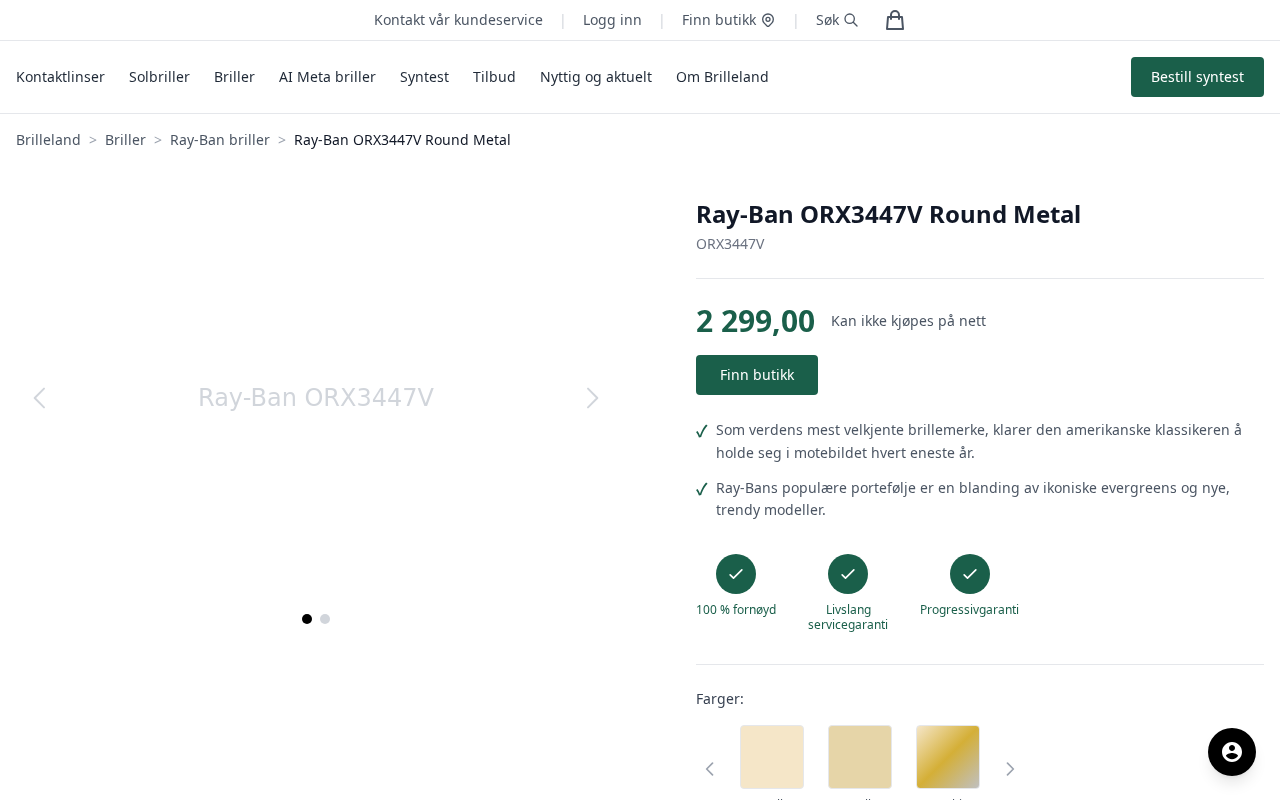 Kontakt vår kundeservice | Logg inn | Finn butikk | Søk
Kontaktlinser Solbriller Briller AI Meta briller Syntest Tilbud Nyttig og aktuelt Om Brilleland Bestill syntest
Brilleland > Briller > Ray-Ban briller > Ray-Ban ORX3447V Round Metal
Ray-Ban ORX3447V
Ray-Ban ORX3447V Round Metal
ORX3447V
2 299,00 Kan ikke kjøpes på nett
Finn butikk
Som verdens mest velkjente brillemerke, klarer den amerikanske klassikeren å
holde seg i motebildet hvert eneste år.
Ray-Bans populære portefølje er en blanding av ikoniske evergreens og nye,
trendy modeller.
100 % fornøyd
Livslang
servicegaranti
Progressivgaranti
Farger: